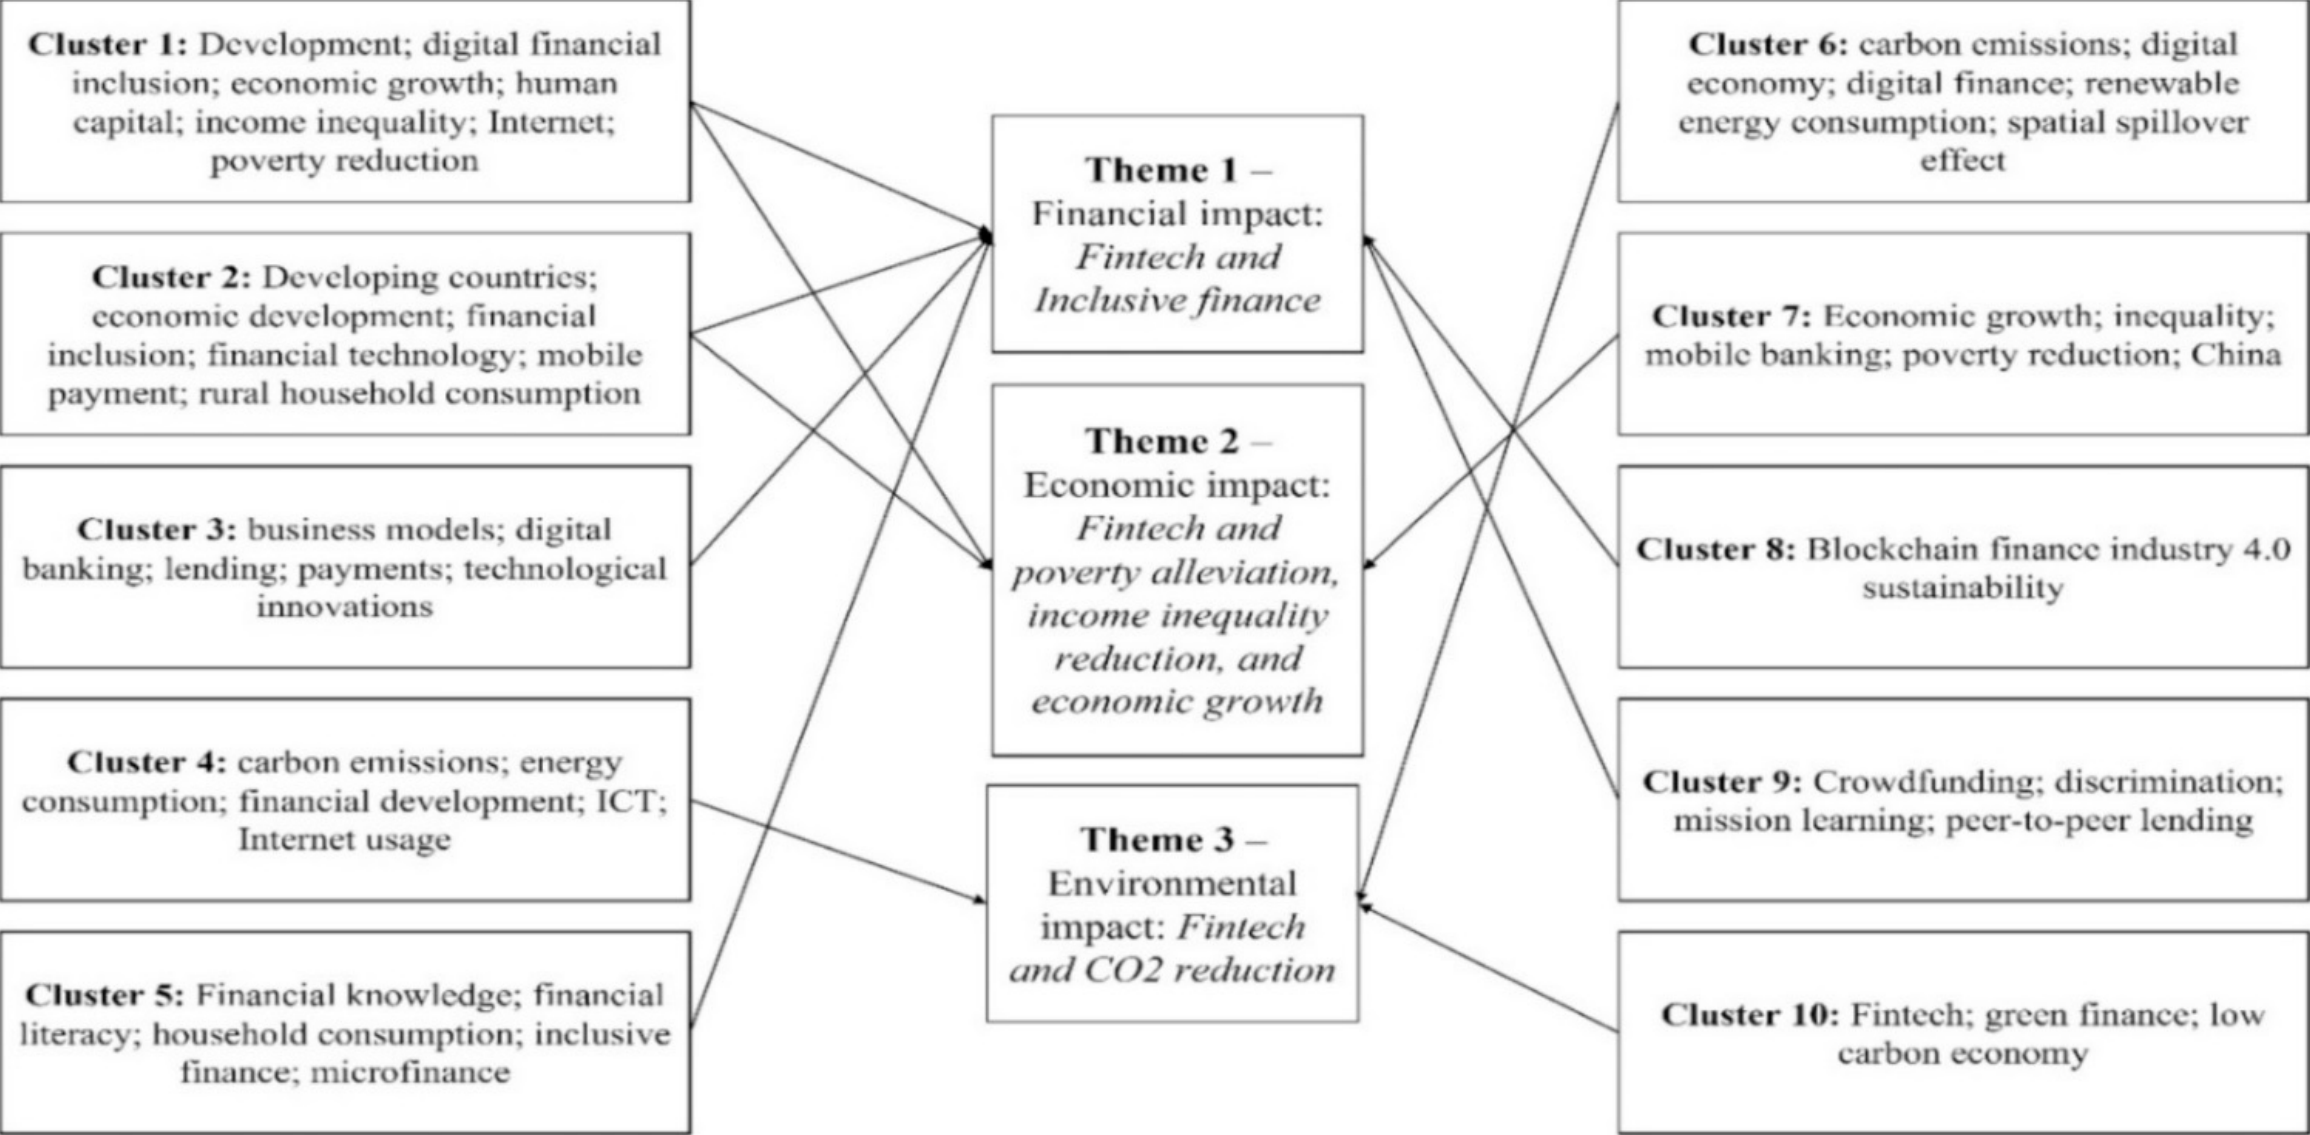 Cluster 1: Development; digital financial
inclusion; economic growth; human
capital; income inequality; Internet;
poverty reduction
Cluster 2: Developing countries;
economic development; financial
inclusion; financial technology; mobile
payment; rural household consumption
Cluster 3: business models; digital
banking; lending; payments; technological
innovations
Cluster 4: carbon emissions; energy
consumption; financial development; ICT;
Internet usage
Cluster 5: Financial knowledge; financial
literacy; household consumption; inclusive
finance; microfinance
Theme 1 –
Financial impact:
Fintech and
Inclusive finance
Theme 2 –
Economic impact:
Fintech and
poverty alleviation,
income inequality
reduction, and
economic growth
Theme 3 –
Environmental
impact: Fintech
and CO2 reduction
Cluster 6: carbon emissions; digital
economy; digital finance; renewable
energy consumption; spatial spillover
effect
Cluster 7: Economic growth; inequality;
mobile banking; poverty reduction; China
Cluster 8: Blockchain finance industry 4.0
sustainability
Cluster 9: Crowdfunding; discrimination;
mission learning; peer-to-peer lending
Cluster 10: Fintech; green finance; low
carbon economy